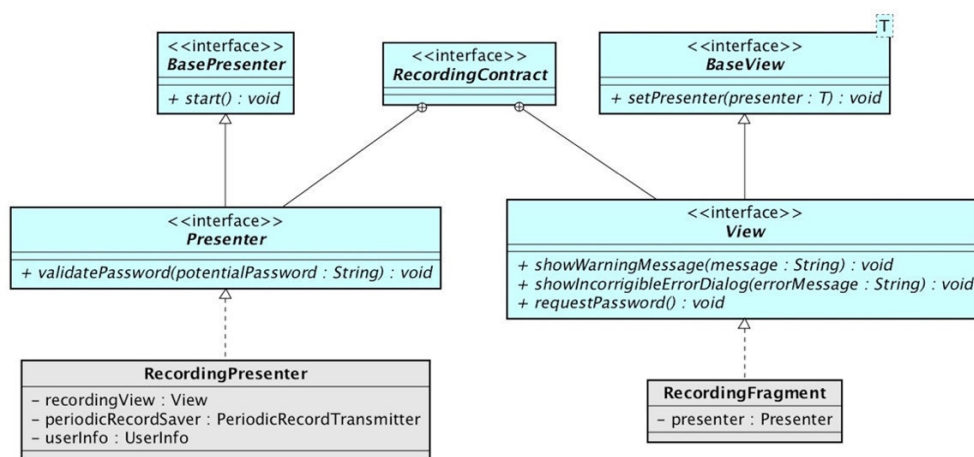 <<interface>>
BasePresenter
+ start() : void
<<interface>>
RecordingContract
T
<<interface>>
BaseView
+ setPresenter(presenter : T) : void
<<interface>>
Presenter
+ validatePassword(potentialPassword : String) : void
<<interface>>
View
+ showWarningMessage(message : String) : void
+ showIncorrigibleErrorDialog(errorMessage : String) : void
+ requestPassword() : void
RecordingPresenter
– recordingView : View
– periodicRecordSaver : PeriodicRecordTransmitter
– userInfo : UserInfo
RecordingFragment
– presenter : Presenter